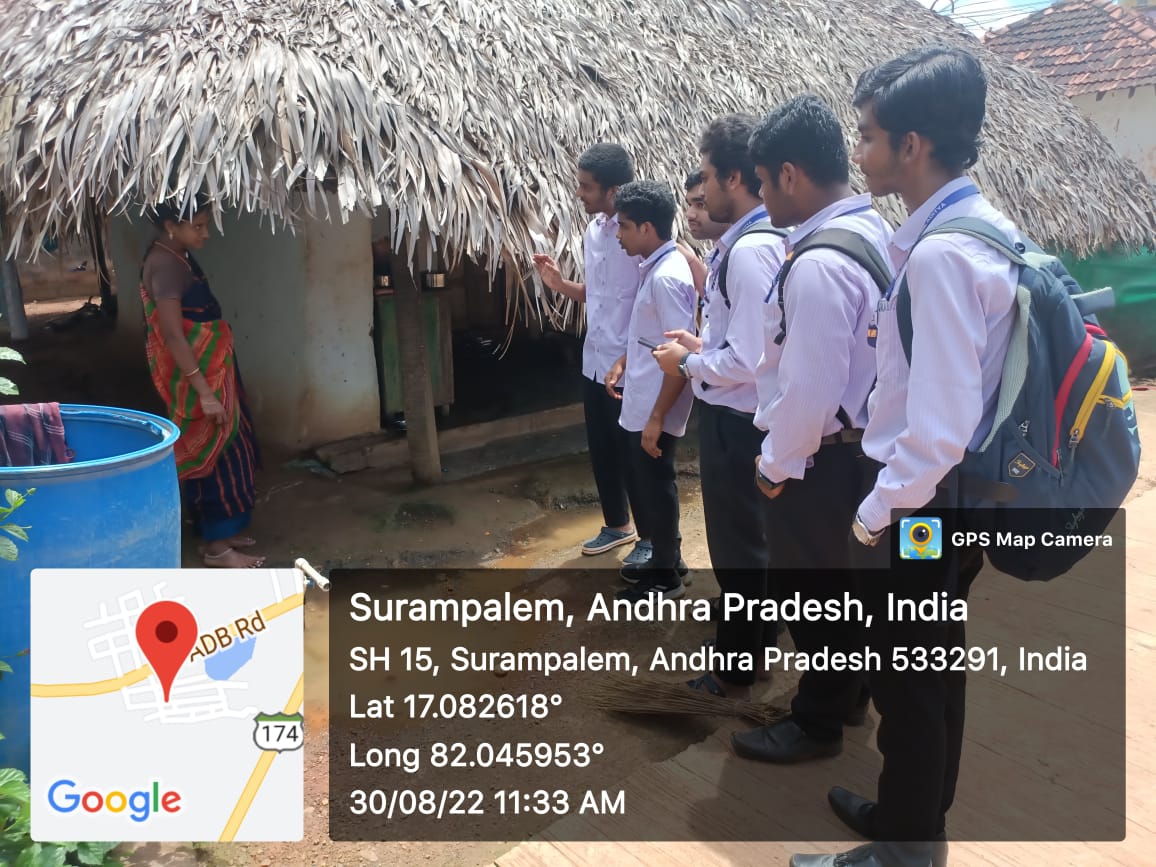 GPS Map Camera
Surampalem, Andhra Pradesh, India
SH 15, Surampalem, Andhra Pradesh 533291, India
Lat 17.082618°
Long 82.045953°
30/08/22 11:33 AM
ADB Rd
174
Google